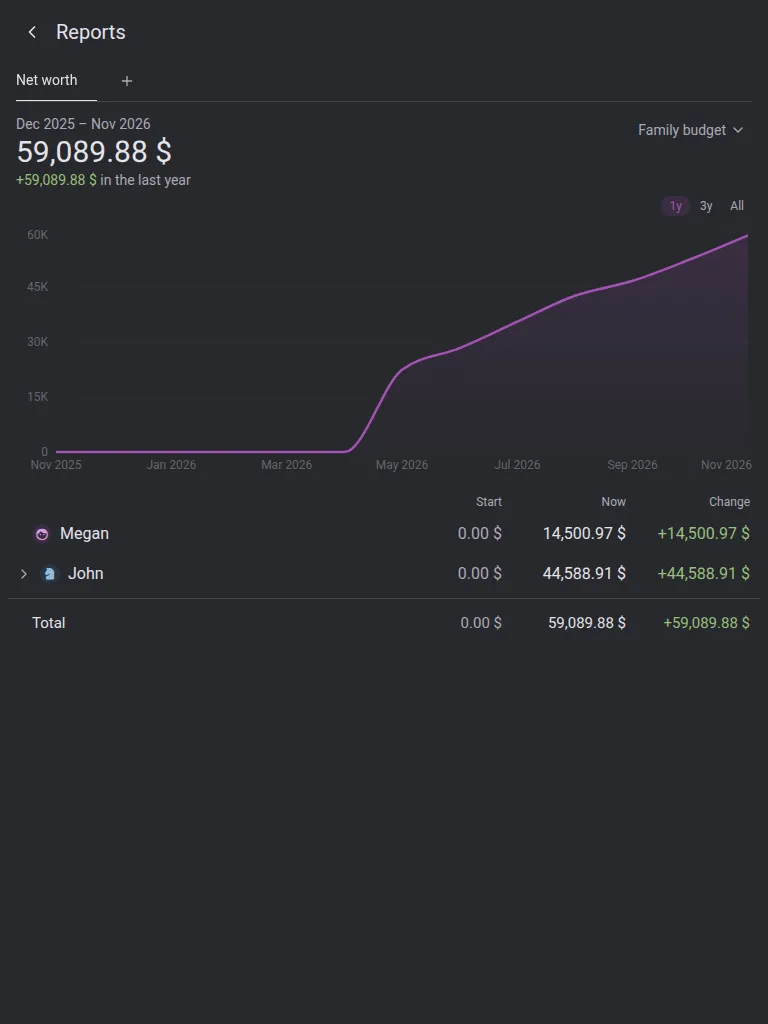 Reports
Net worth +
Dec 2025 – Nov 2026
59,089.88 $
+59,089.88 $ in the last year
Family budget
1y 3y All
60K
45K
30K
15K
0
Nov 2025 Jan 2026 Mar 2026 May 2026 Jul 2026 Sep 2026 Nov 2026
Start Now Change
Megan 0.00 $ 14,500.97 $ +14,500.97 $
John 0.00 $ 44,588.91 $ +44,588.91 $
Total 0.00 $ 59,089.88 $ +59,089.88 $